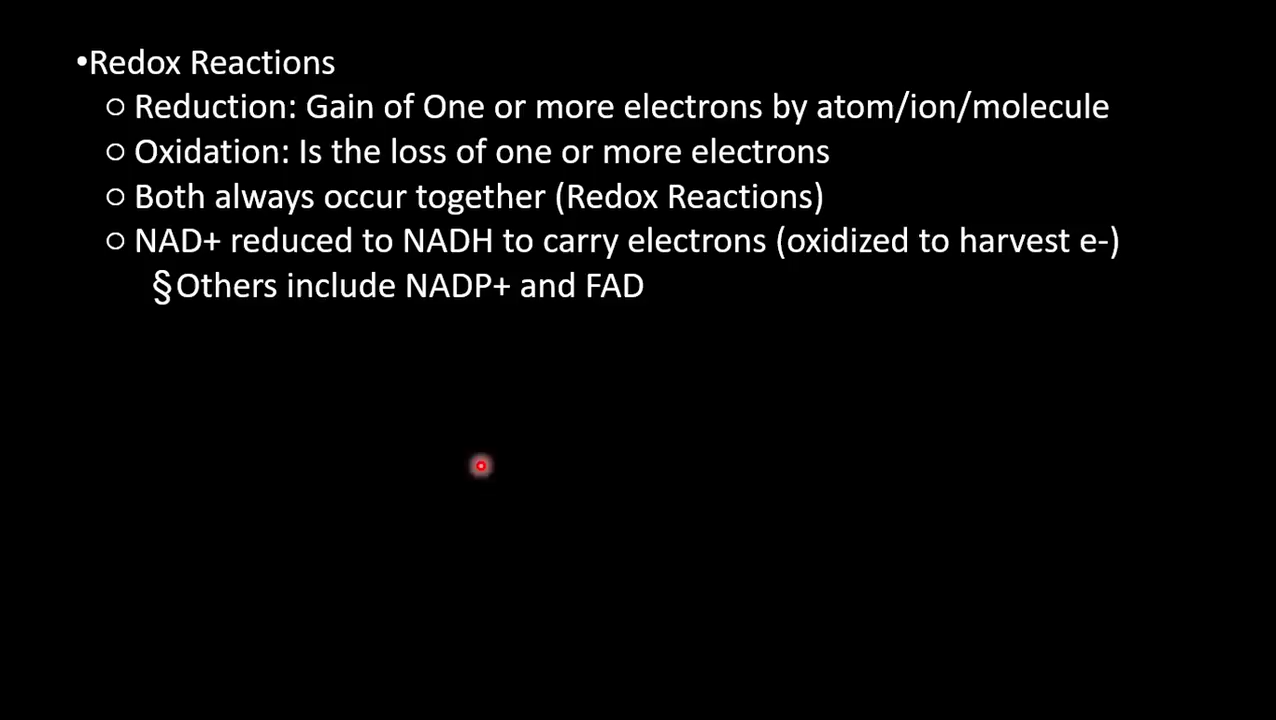 •Redox Reactions
○ Reduction: Gain of One or more electrons by atom/ion/molecule
○ Oxidation: Is the loss of one or more electrons
○ Both always occur together (Redox Reactions)
○ NAD+ reduced to NADH to carry electrons (oxidized to harvest e-)
§Others include NADP+ and FAD